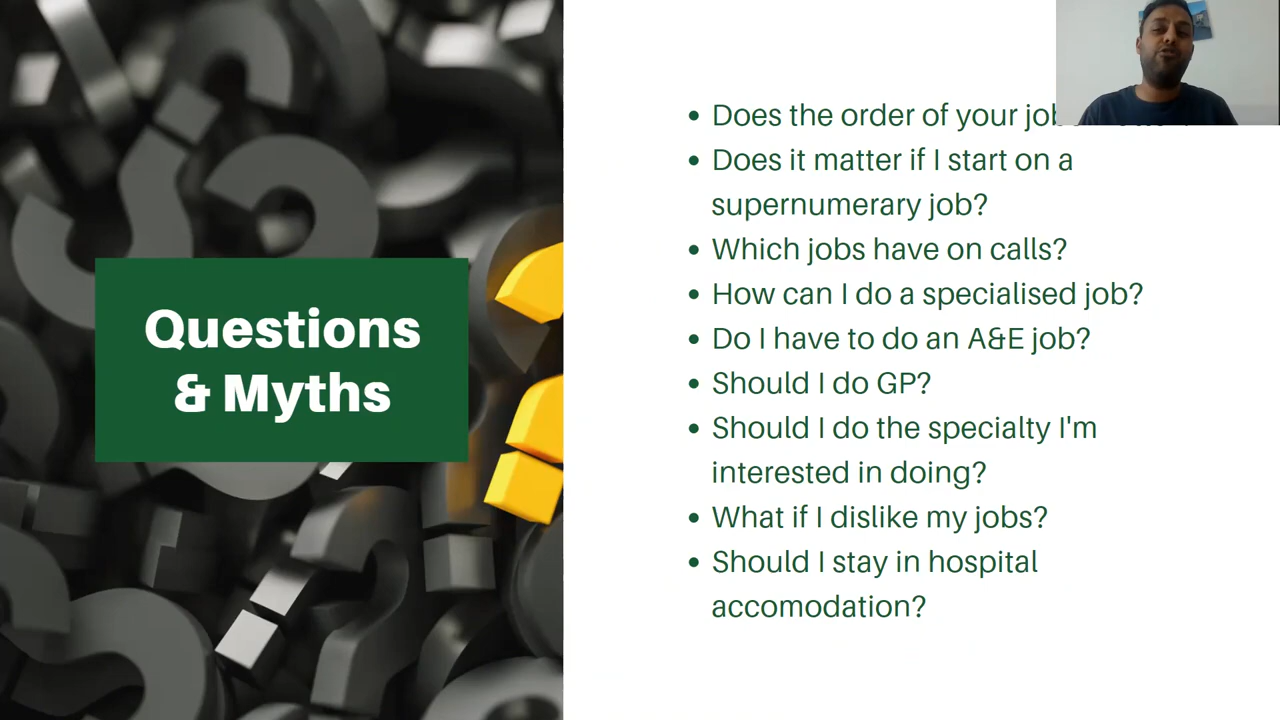 Questions
& Myths
• Does the order of your
• Does it matter if I start on a
supernumerary job?
• Which jobs have on calls?
• How can I do a specialised job?
• Do I have to do an A&E job?
• Should I do GP?
• Should I do the specialty I'm
interested in doing?
• What if I dislike my jobs?
• Should I stay in hospital
accomodation?